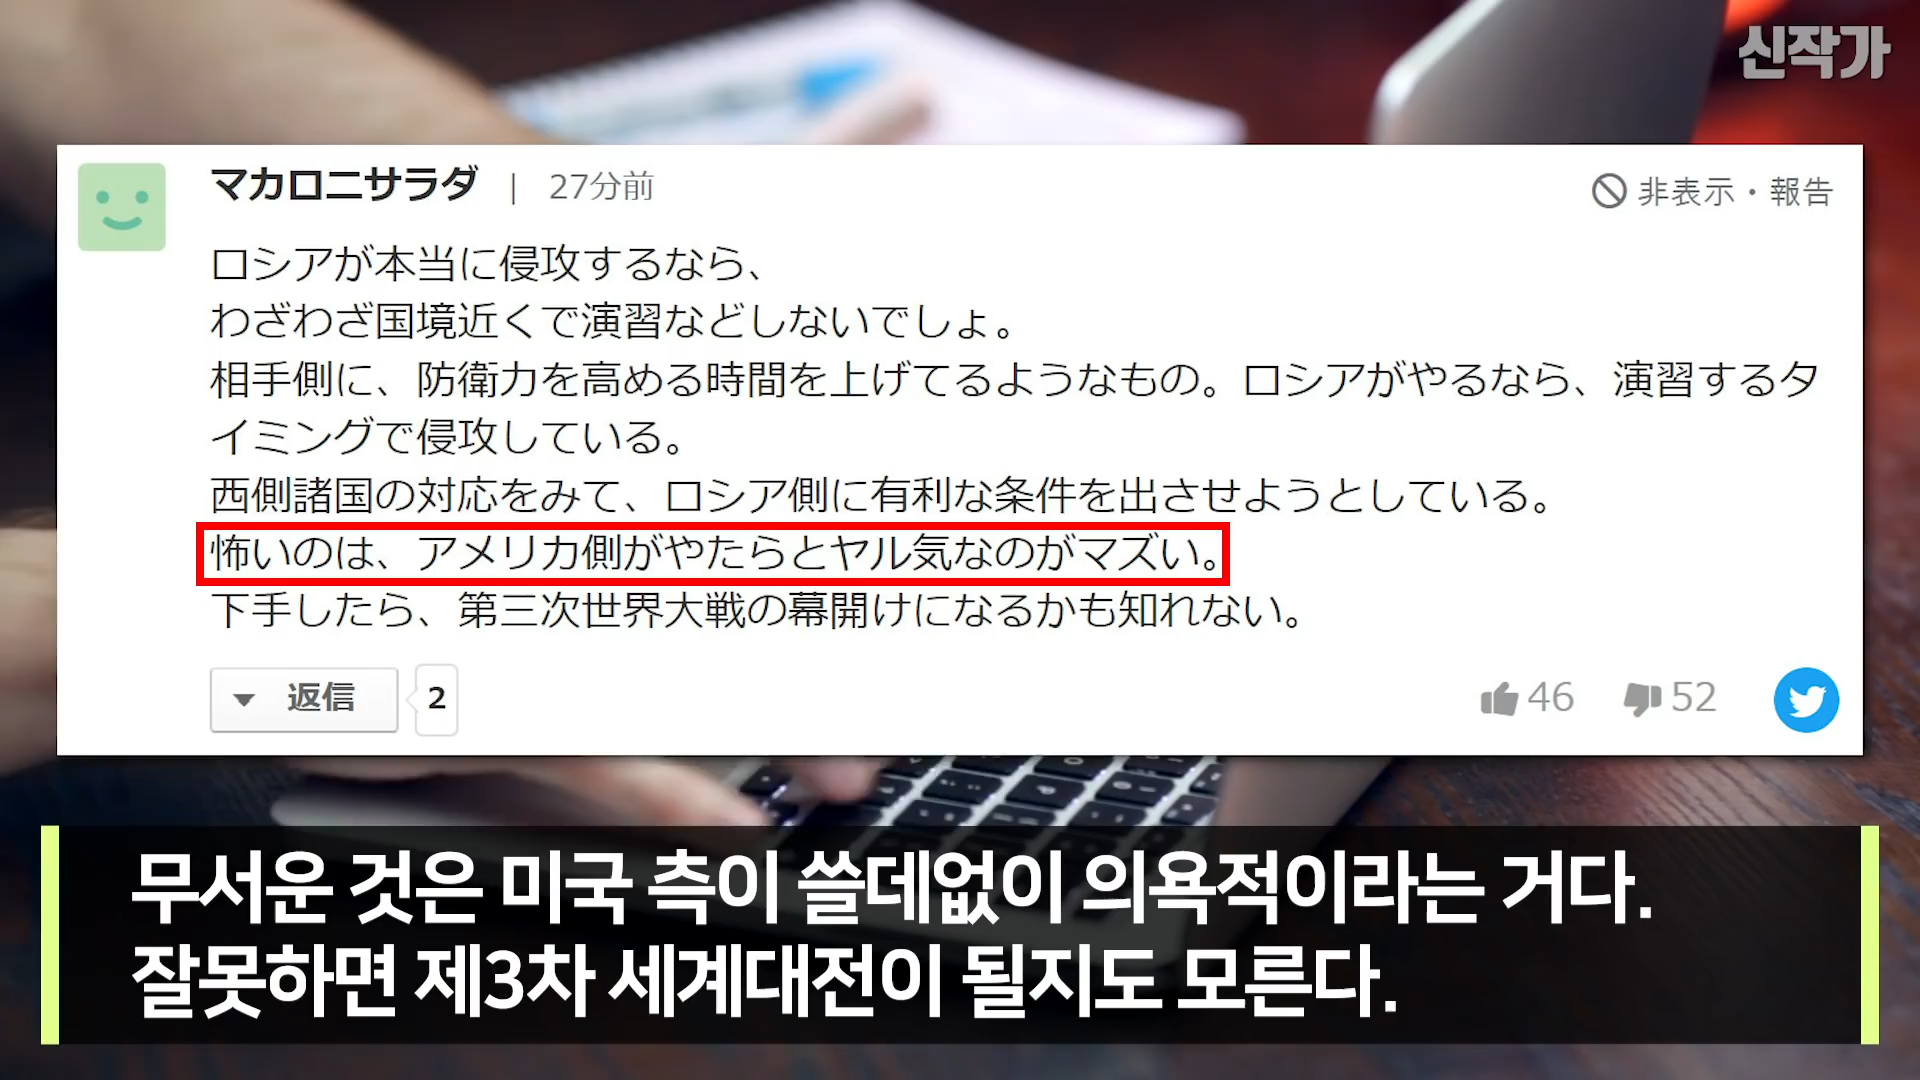 신작가
マカロニサラダ | 27分前
非表示・報告
ロシアが本当に侵攻するなら、
わざわざ国境近くで演習などしないでしょ。
相手側に、防衛力を高める時間を上げてるようなもの。ロシアがやるなら、演習するタ
イミングで侵攻している。
西側諸国の対応をみて、ロシア側に有利な条件を出させようとしている。
怖いのは、アメリカ側がやたらとヤル気なのがマズい。
下手したら、第三次世界大戦の幕開けになるかも知れない。
返信 2
46 52
무서운 것은 미국 측이 쓸데없이 의욕적이라는 거다.
잘못하면 제3차 세계대전이 될지도 모른다.